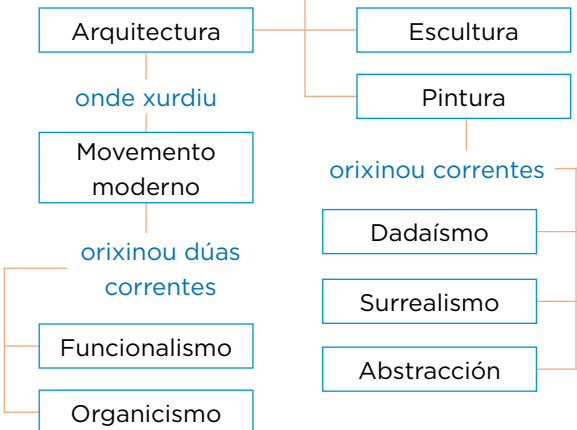 Arquitectura
onde xurdiu
Movemento
moderno
orixinou dúas
correntes
Funcionalismo
Organicismo
Escultura
Pintura
orixinou correntes
Dadaísmo
Surrealismo
Abstracción